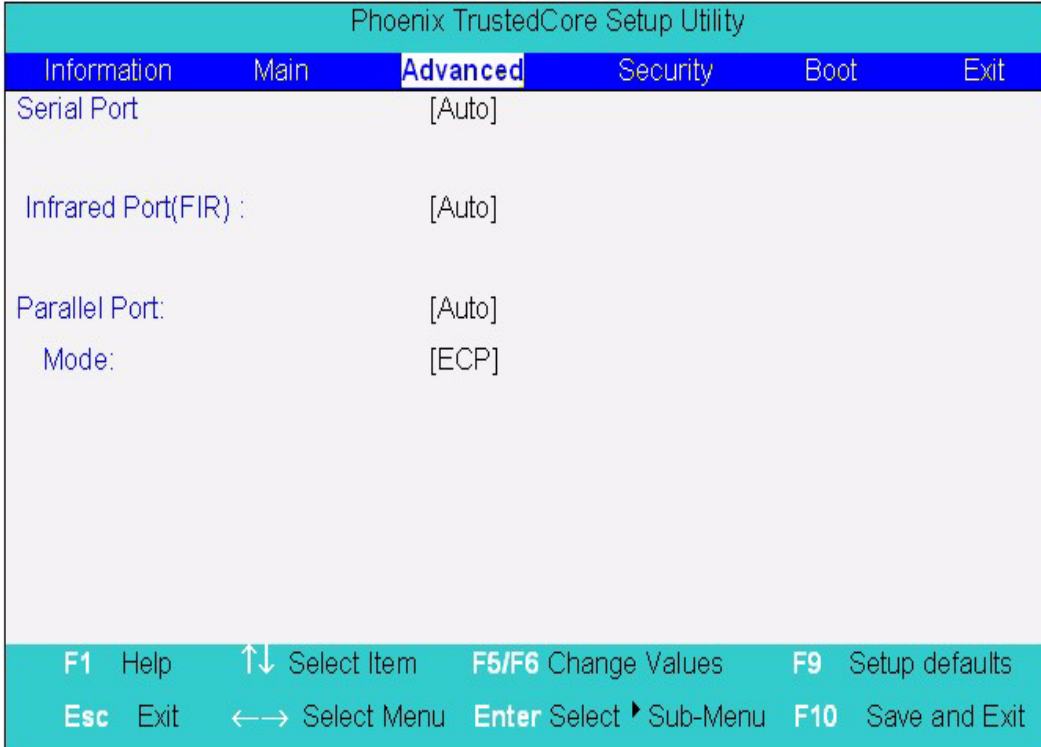 Phoenix TrustedCore Setup Utility
Information Main Advanced Security Boot Exit
Serial Port [Auto]
Infrared Port(FIR) : [Auto]
Parallel Port: [Auto]
Mode: [ECP]
F1 Help ↑↓ Select Item F5/F6 Change Values F9 Setup defaults
Esc Exit ←→ Select Menu Enter Select ▸ Sub-Menu F10 Save and Exit